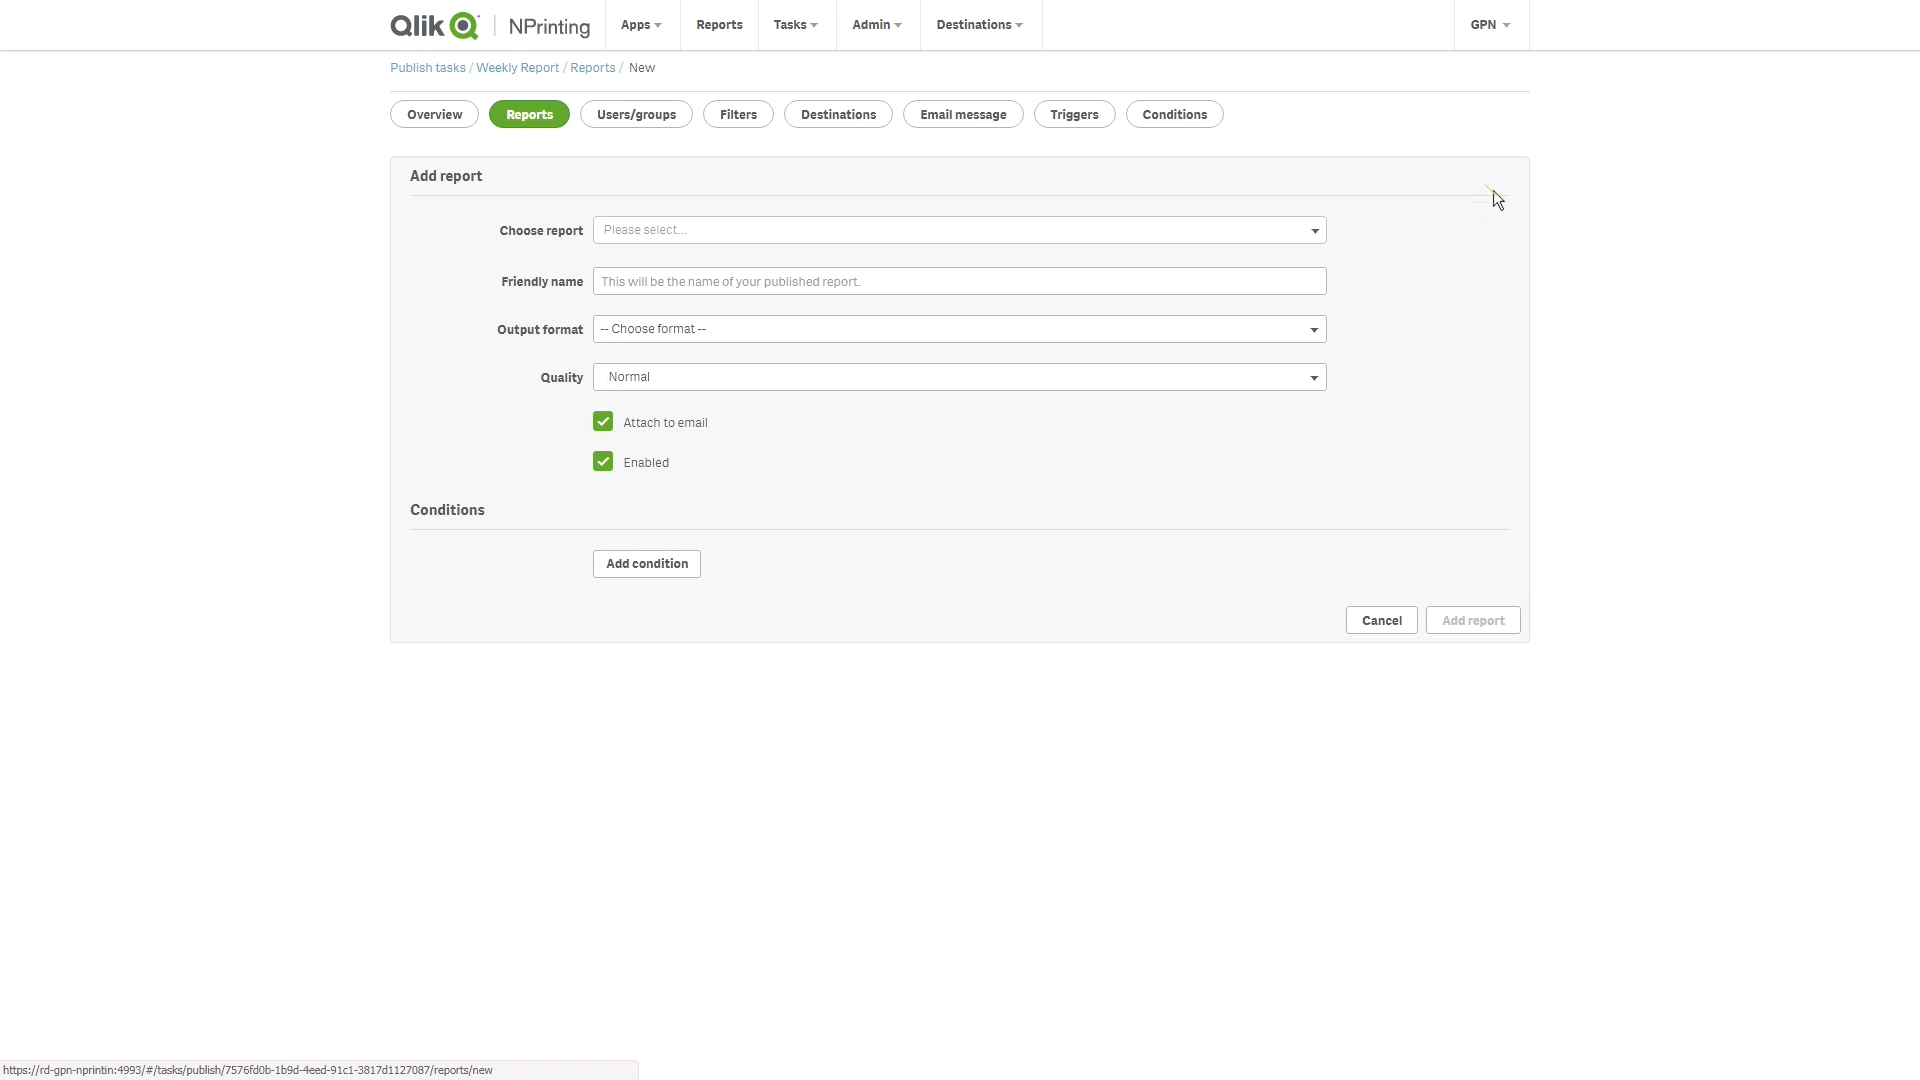 Qlik NPrinting Apps Reports Tasks Admin Destinations GPN
Publish tasks / Weekly Report / Reports / New
Overview Reports Users/groups Filters Destinations Email message Triggers Conditions
Add report
Choose report Please select...
Friendly name This will be the name of your published report.
Output format -- Choose format --
Quality Normal
Attach to email
Enabled
Conditions
Add condition
Cancel Add report
https://rd-gpn-nprintin:4993/#/tasks/publish/7576fd0b-1b9d-4eed-91c1-3817d1127087/reports/new